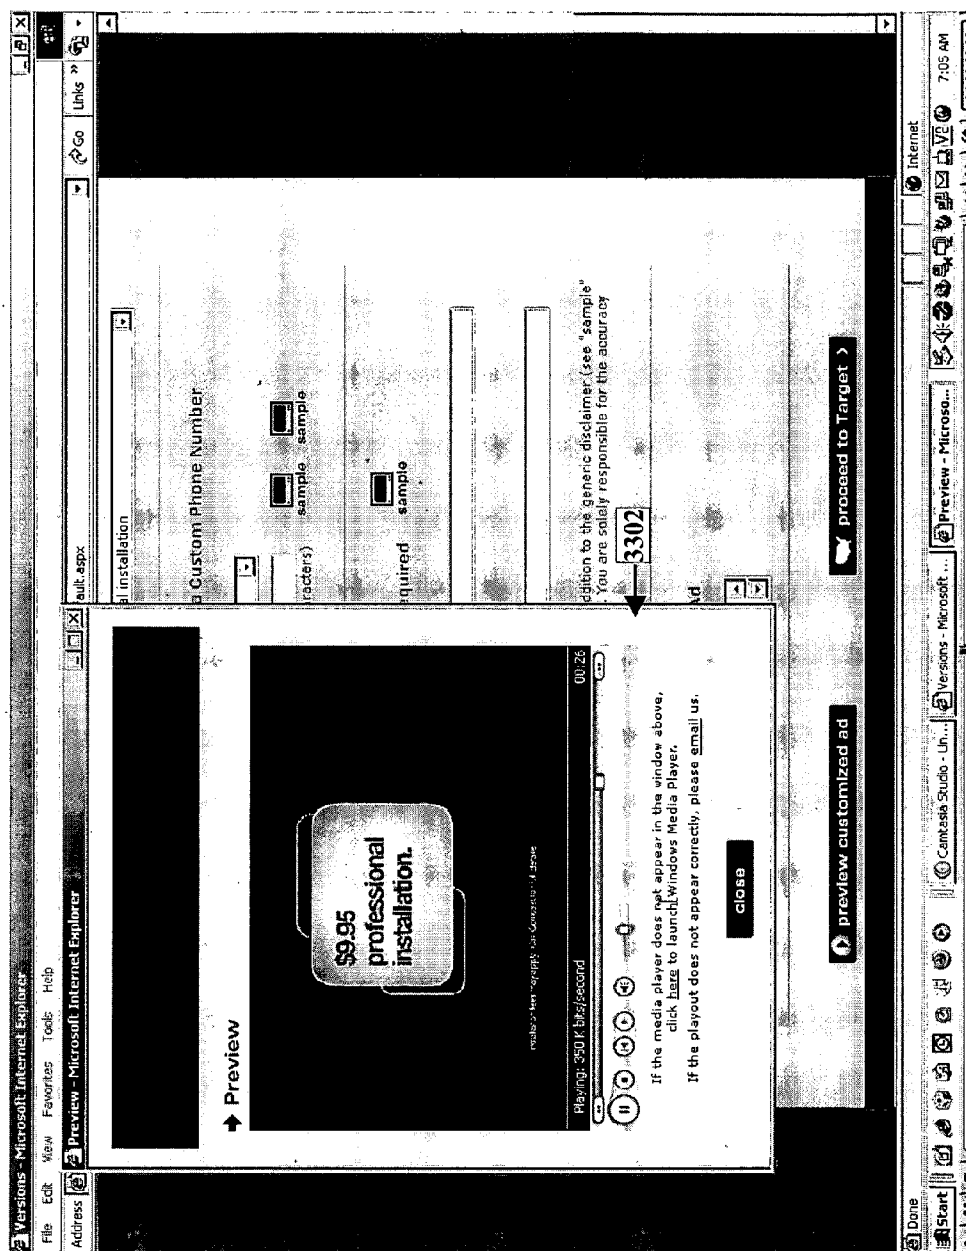 Versions - Microsoft Internet Explorer
File Edit View Favorites Tools Help
Address
Go Links »
ault.aspx
Preview - Microsoft Internet Explorer
al installation
a Custom Phone Number
sample sample
racters)
sample
equired
ddition to the generic disclaimer (see "sample"
. You are solely responsible for the accuracy
3302
Ad
Preview
$9.95
professional
installation.
Playing: 350 K bits/second 00:26
If the media player does not appear in the window above,
click here to launch Windows Media Player.
If the playout does not appear correctly, please email us.
close
preview customized ad
proceed to Target >
Done
Internet
Start
Camtasia Studio - Un...
Versions - Microsoft ...
Preview - Microso...
7:05 AM